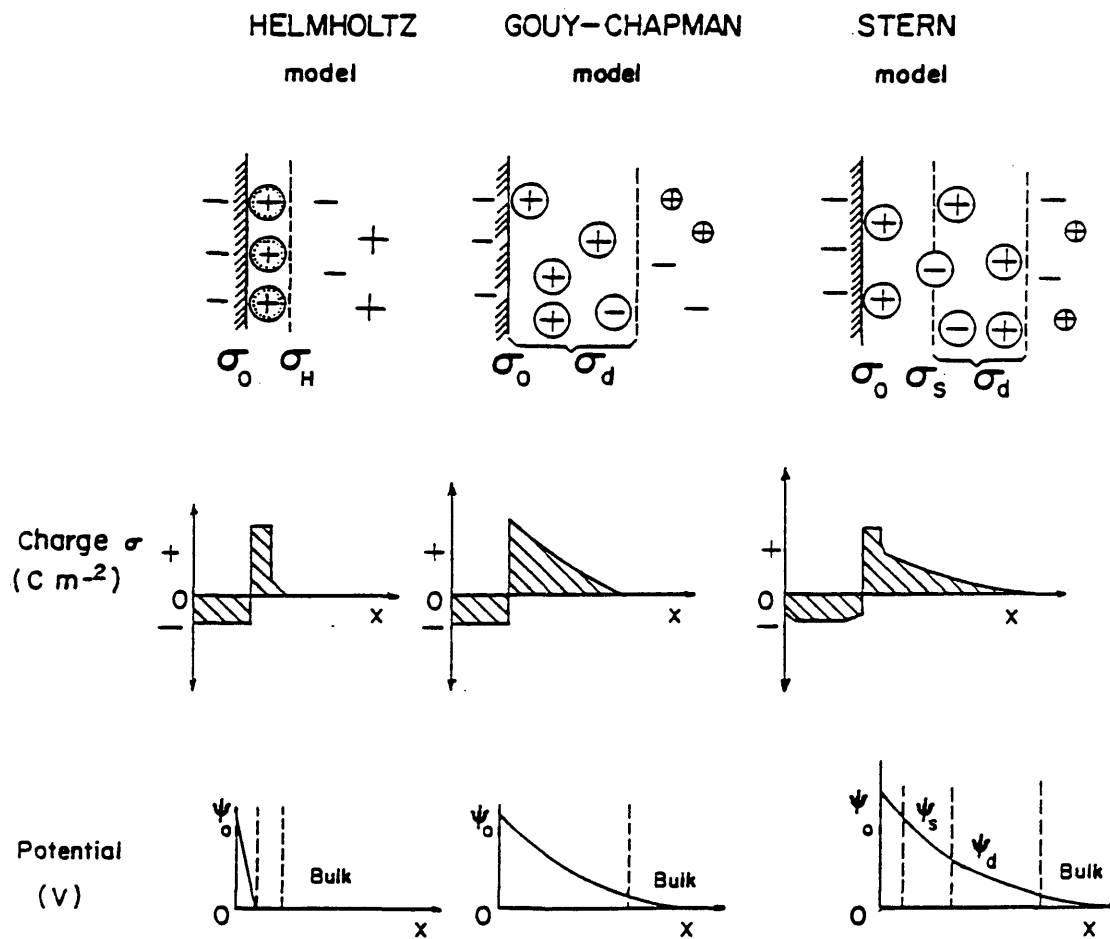 HELMHOLTZ GOUY-CHAPMAN STERN
model model model
− + − + + ⊕ − + −
− + + − + − ⊕
− + − + − + −
− + + + − − + − − + ⊕
σo σH σo σd σo σs σd
Charge σ
(C m⁻²)
+ + +
0 0 0
− − −
x x x
Potential
(V)
ψo ψo ψo ψs ψd
Bulk Bulk Bulk
0 0 0
x x x